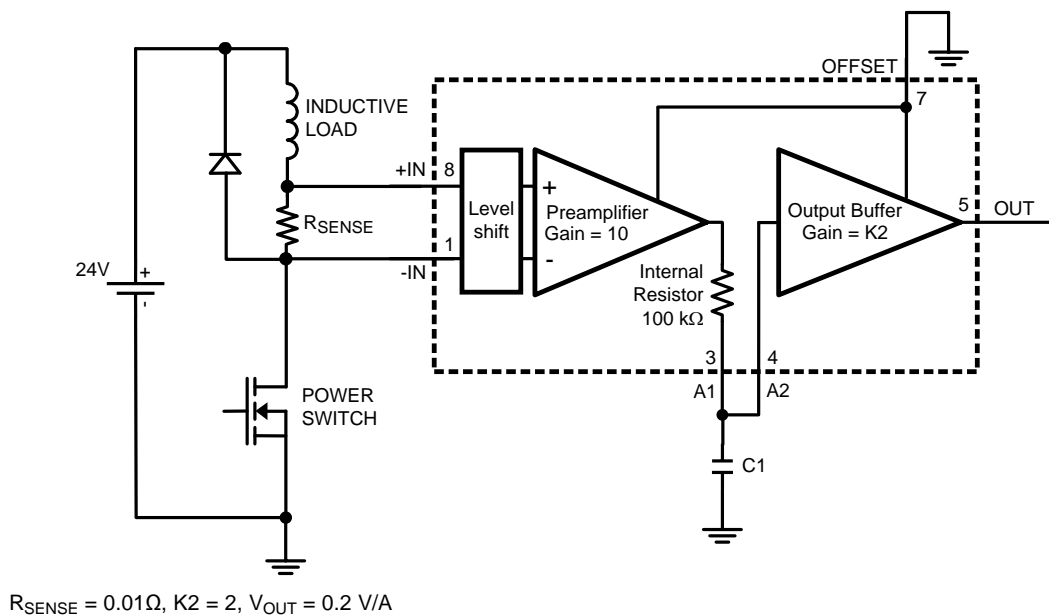 OFFSET
7
INDUCTIVE
LOAD
+IN
8
+
5
OUT
R_SENSE
Level
shift
Preamplifier
Gain = 10
Output Buffer
Gain = K2
1
-IN
-
24V
+
-
Internal
Resistor
100 kΩ
3
4
A1
A2
POWER
SWITCH
C1
R_SENSE = 0.01Ω, K2 = 2, V_OUT = 0.2 V/A